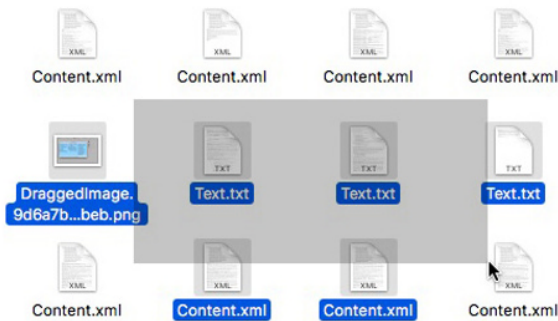 XML XML XML XML
Content.xml Content.xml Content.xml Content.xml
TXT TXT TXT
DraggedImage. Text.txt Text.txt Text.txt
9d6a7b...beb.png
XML XML XML XML
Content.xml Content.xml Content.xml Content.xml